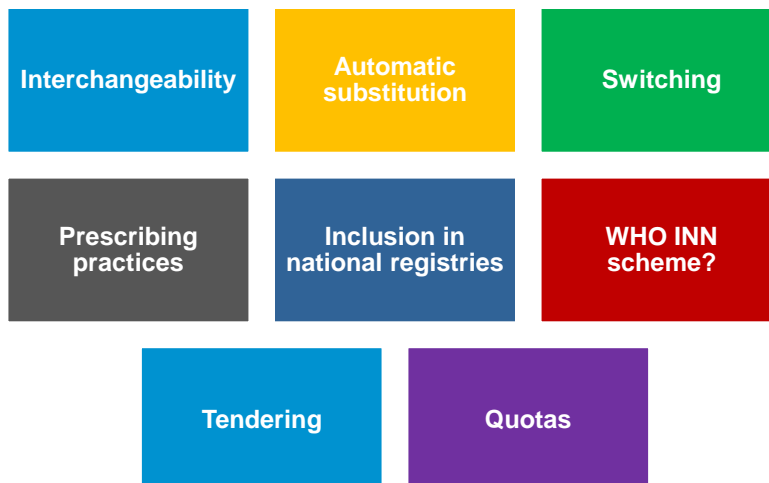 Interchangeability
Automatic
substitution
Switching
Prescribing
practices
Inclusion in
national registries
WHO INN
scheme?
Tendering
Quotas